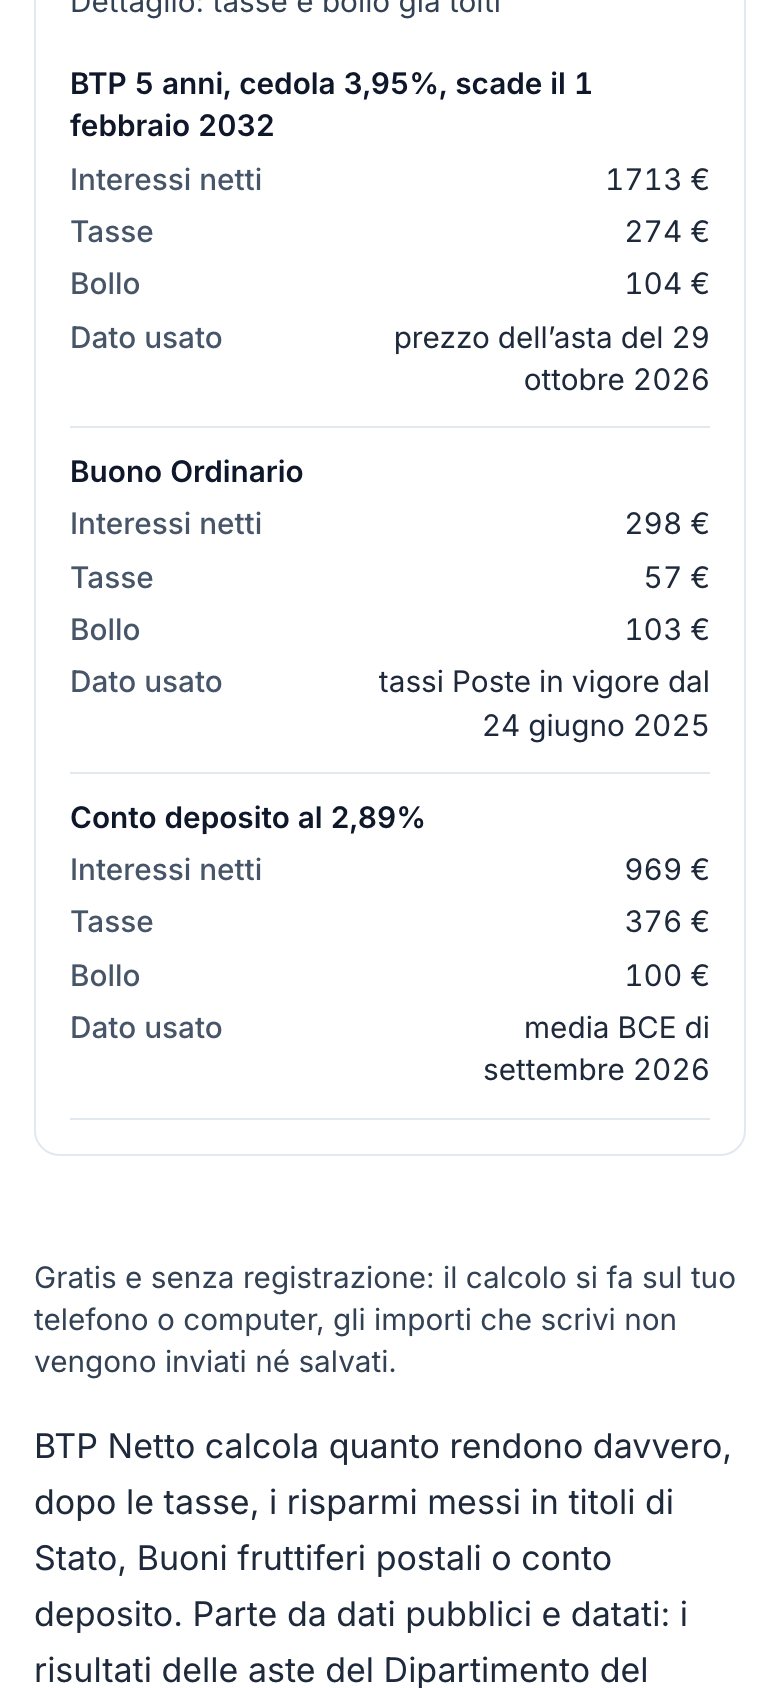 Dettaglio: tasse e bollo già tolti
BTP 5 anni, cedola 3,95%, scade il 1
febbraio 2032
Interessi netti 1713 €
Tasse 274 €
Bollo 104 €
Dato usato prezzo dell’asta del 29
ottobre 2026
Buono Ordinario
Interessi netti 298 €
Tasse 57 €
Bollo 103 €
Dato usato tassi Poste in vigore dal
24 giugno 2025
Conto deposito al 2,89%
Interessi netti 969 €
Tasse 376 €
Bollo 100 €
Dato usato media BCE di
settembre 2026
Gratis e senza registrazione: il calcolo si fa sul tuo
telefono o computer, gli importi che scrivi non
vengono inviati né salvati.
BTP Netto calcola quanto rendono davvero,
dopo le tasse, i risparmi messi in titoli di
Stato, Buoni fruttiferi postali o conto
deposito. Parte da dati pubblici e datati: i
risultati delle aste del Dipartimento del